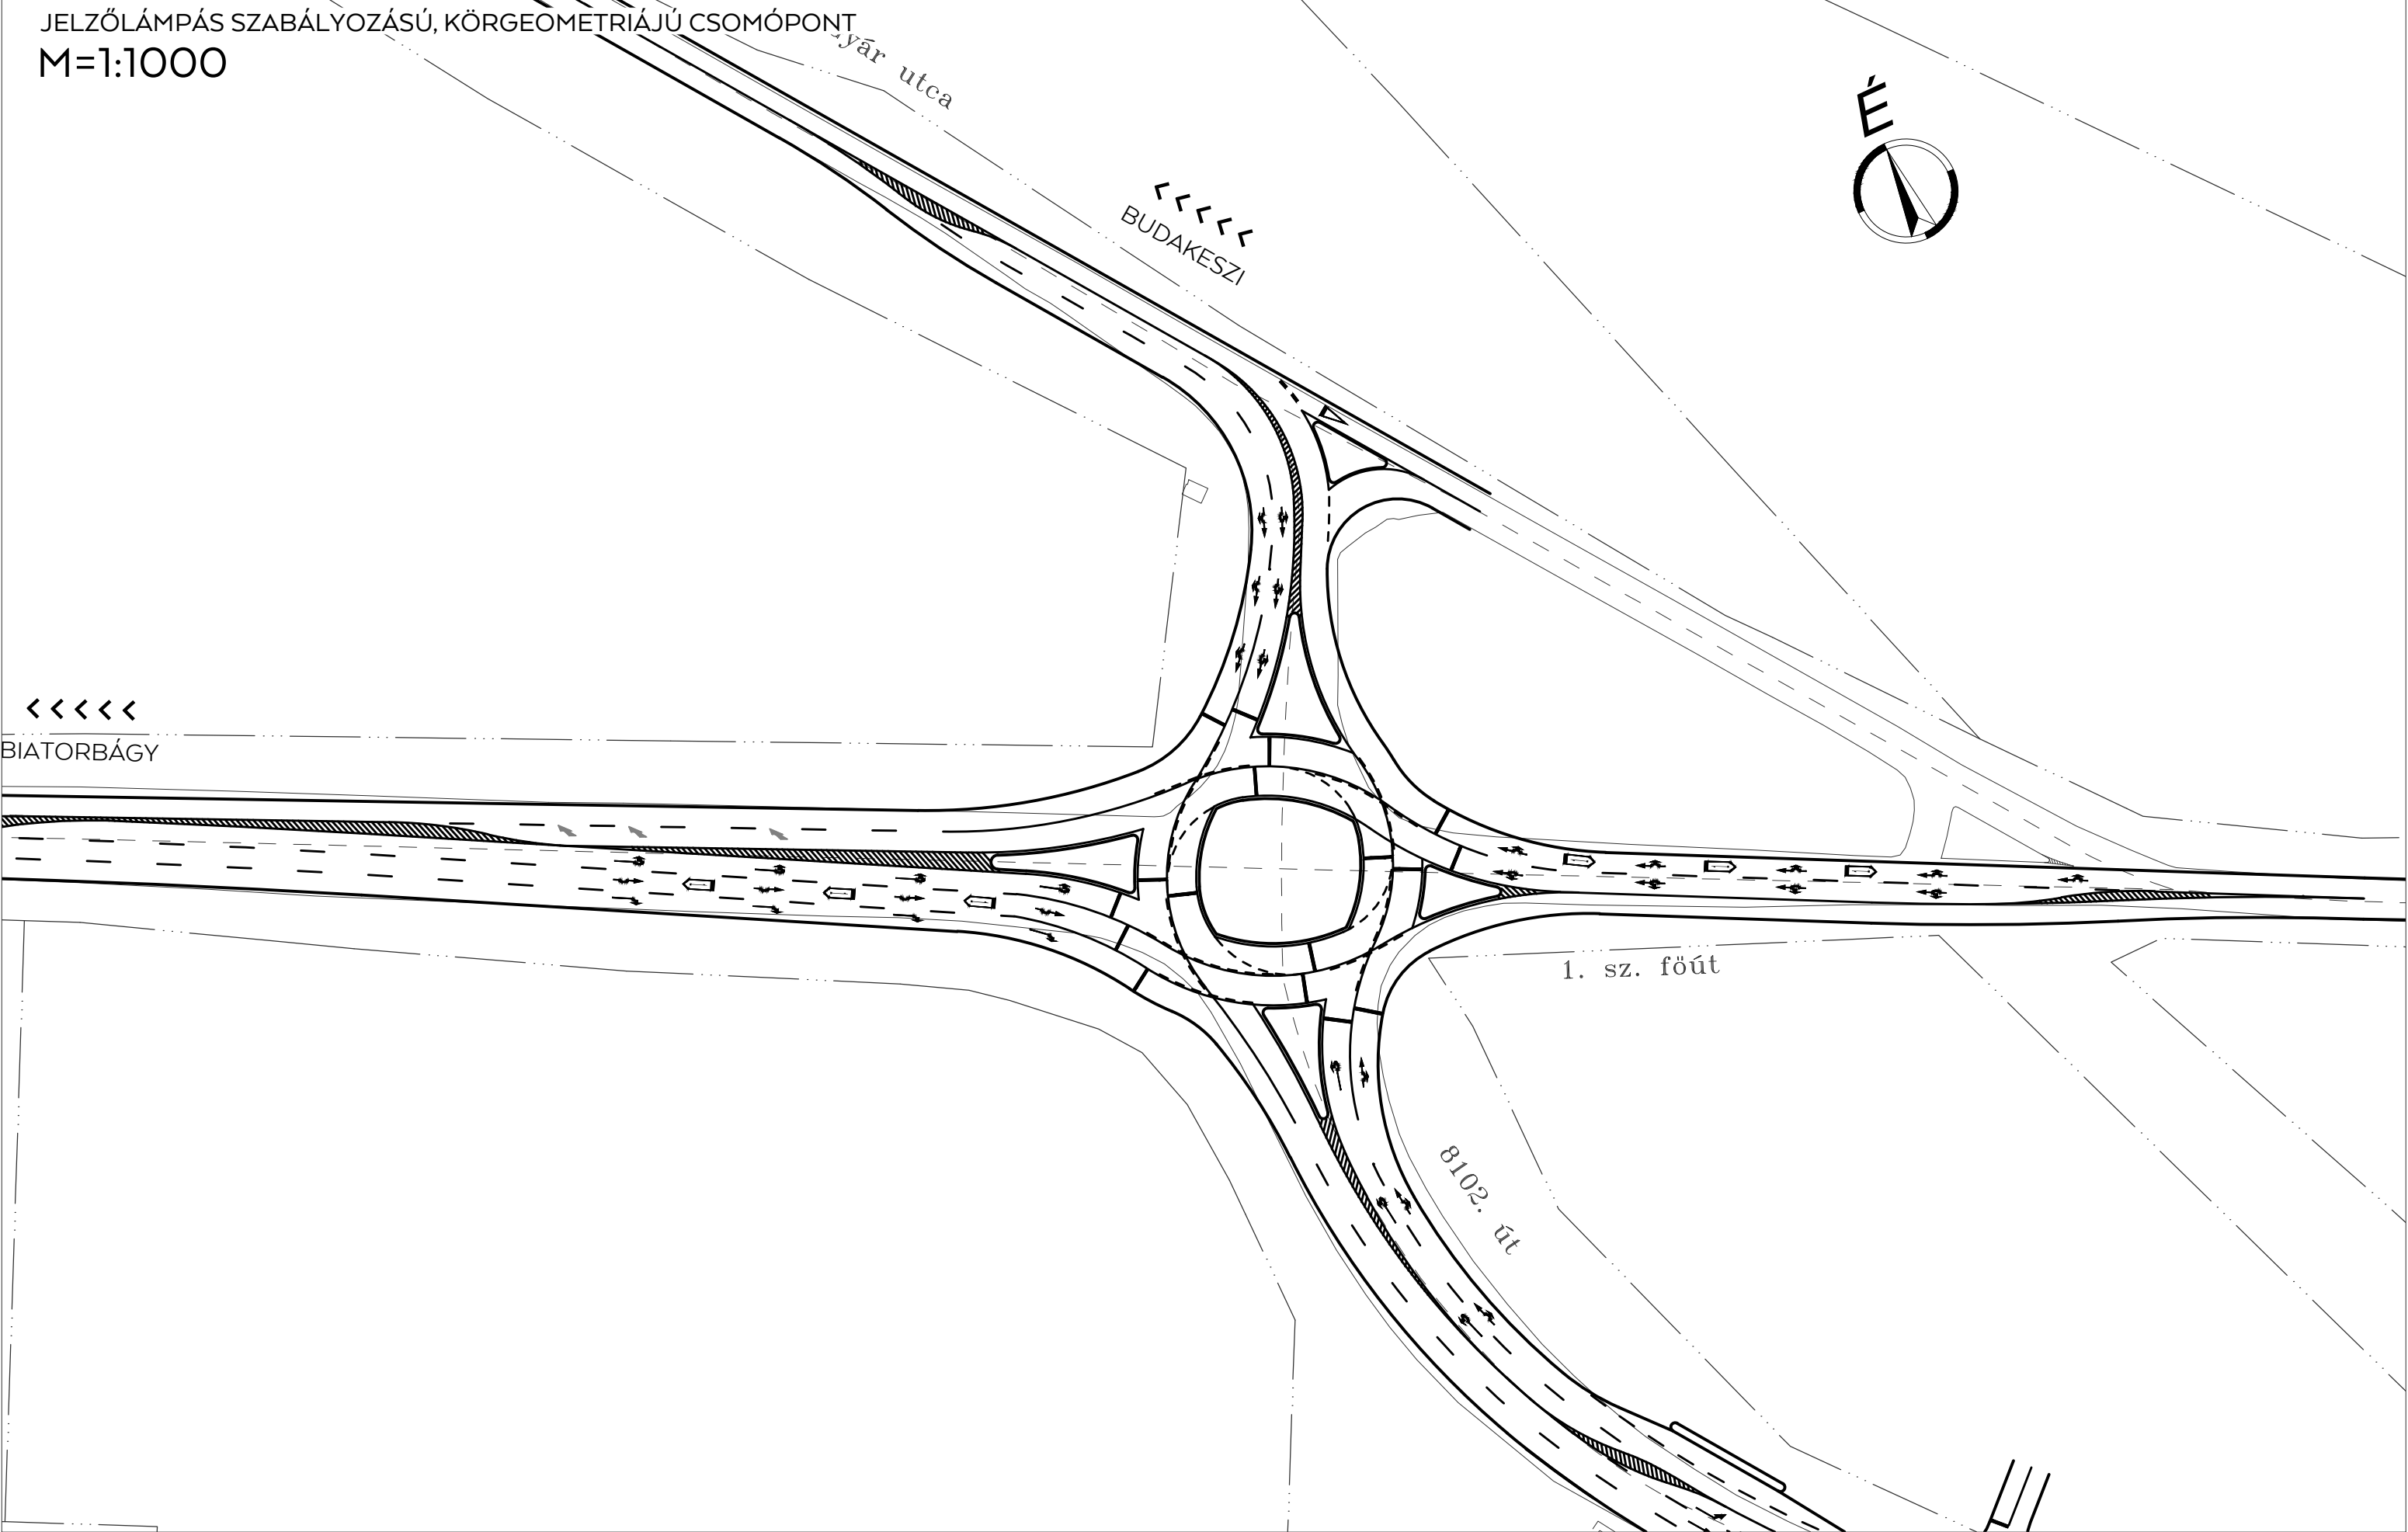 JELZŐLÁMPÁS SZABÁLYOZÁSÚ, KÖRGEOMETRIÁJÚ CSOMÓPONT
M=1:1000
utca
É
BUDAKESZI
BIATORBÁGY
1. sz. főút
8102. út